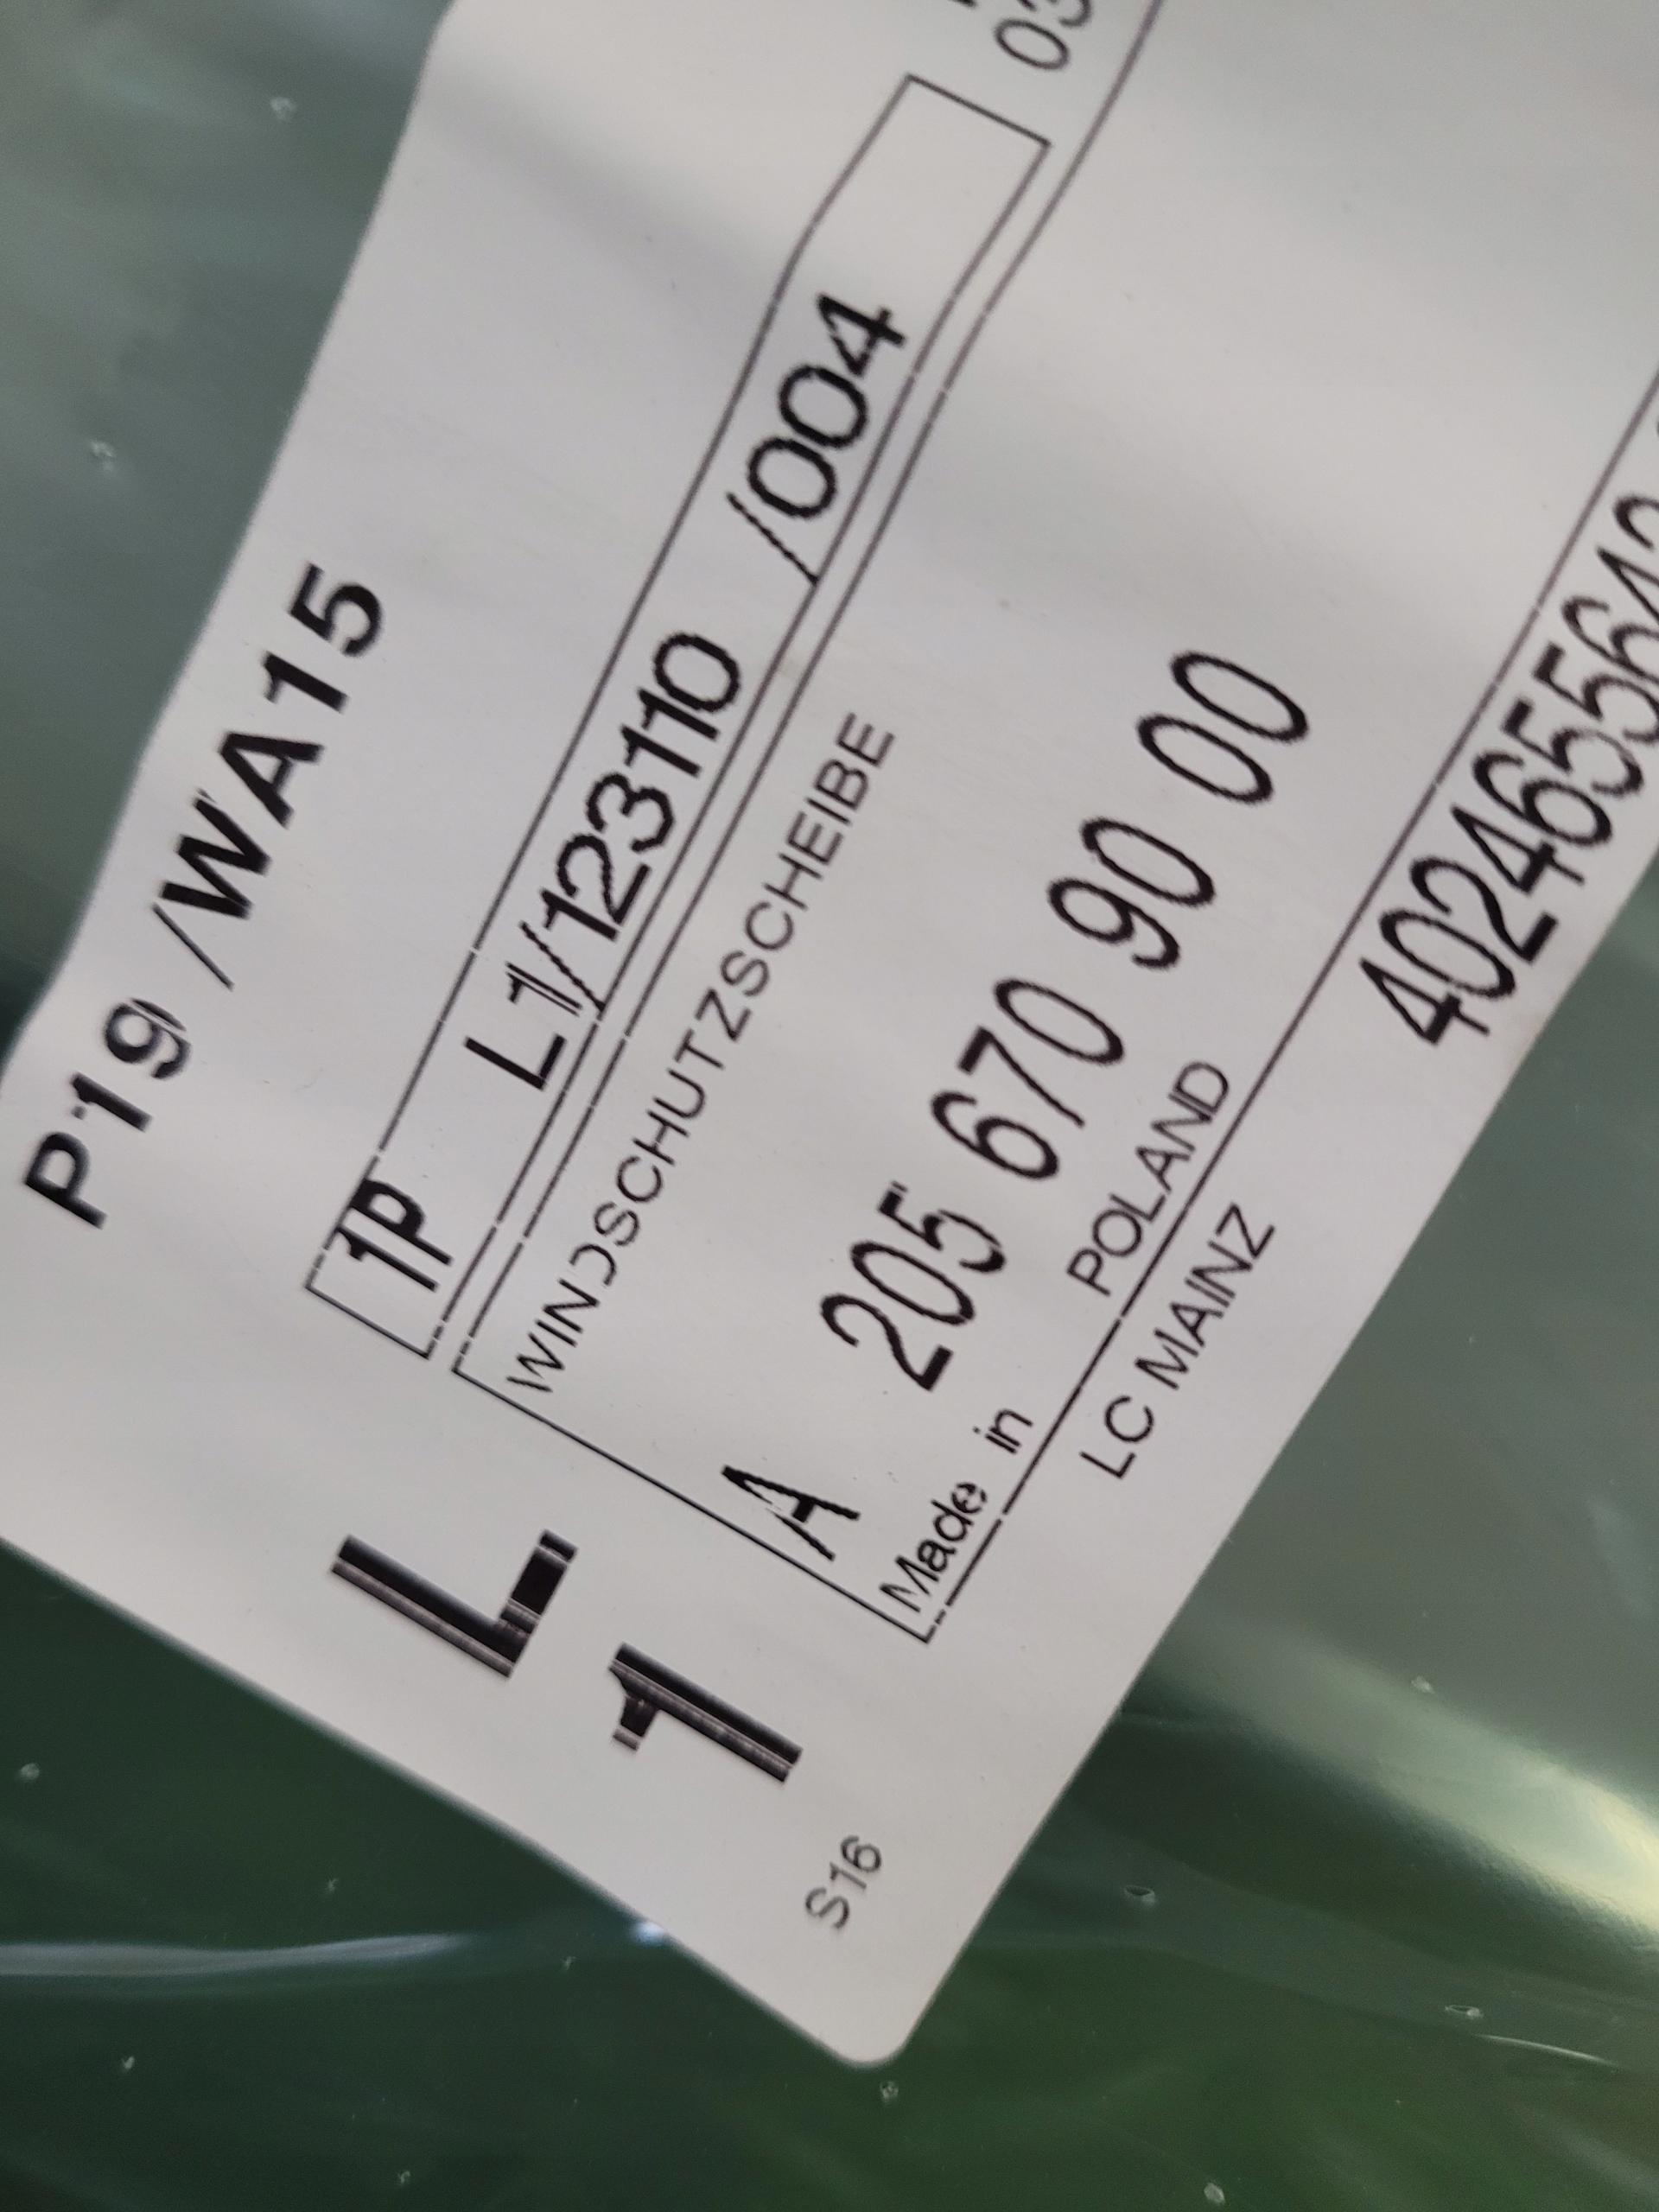 P19 /WA15
1P L1/123110 /004
L
1
WINDSCHUTZSCHEIBE
A 205 670 90 00
Made in POLAND
LC MAINZ
S16